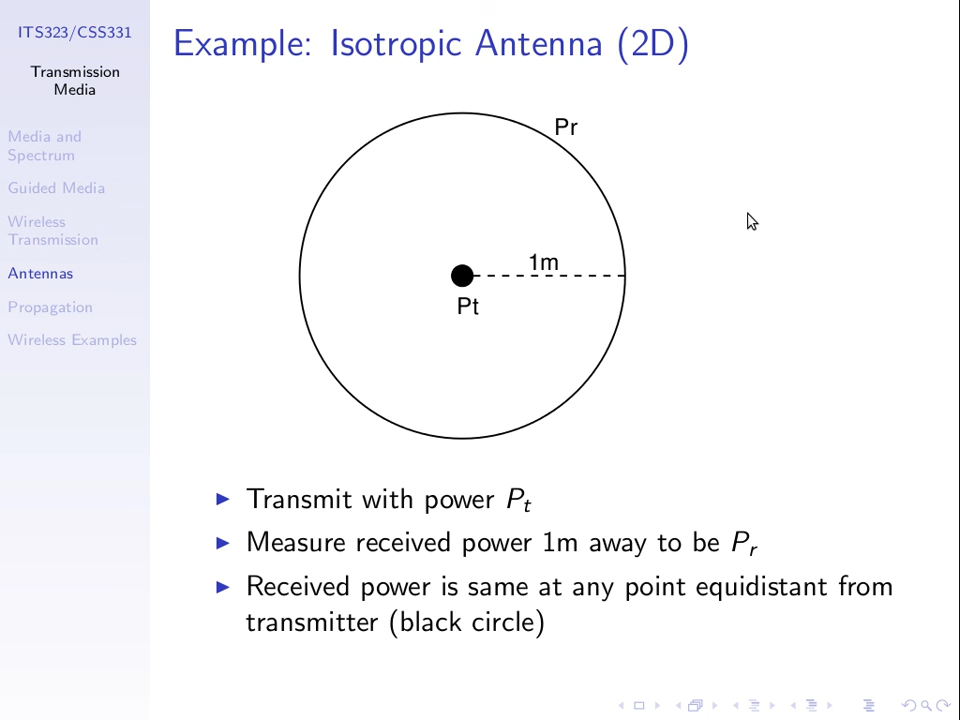 ITS323/CSS331
Transmission
Media
Media and
Spectrum
Guided Media
Wireless
Transmission
Antennas
Propagation
Wireless Examples
Example: Isotropic Antenna (2D)
Pr
1m
Pt
Transmit with power Pt
Measure received power 1m away to be Pr
Received power is same at any point equidistant from
transmitter (black circle)